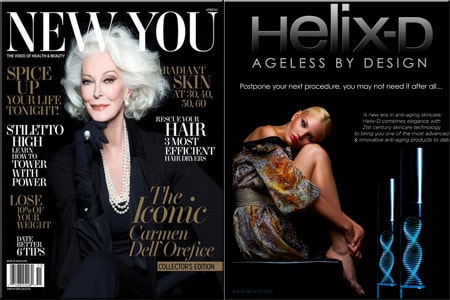 NEW YOU
THE VOICE OF HEALTH & BEAUTY
SPICE
UP
YOUR LIFE
TONIGHT!
STILETTO
HIGH
LEARN
HOW TO
TOWER
WITH
POWER
LOSE
10% OF
YOUR
WEIGHT
DATE
BETTER
6 TIPS
RADIANT
SKIN
AT 30, 40,
50, 60
RESCUE YOUR
HAIR
3 MOST
EFFICIENT
HAIR DRYERS
The
Iconic
Carmen
Dell'Orefice
COLLECTOR'S EDITION
HELIX-D
AGELESS BY DESIGN
Postpone your next procedure, you may not need it after all...
A new era in anti-aging skincare:
Helix-D combines elegance with
21st century skincare technology
to bring you one of the most advanced
& innovative anti-aging products to date